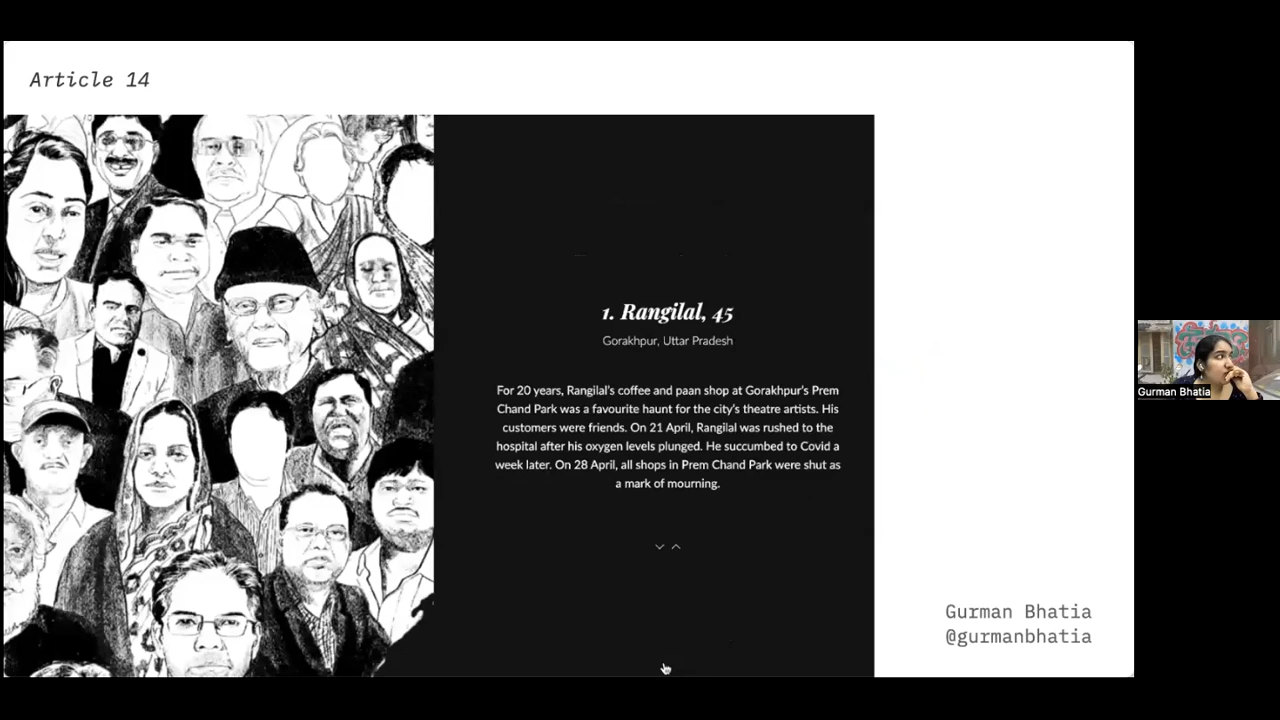 Article 14
1. Rangilal, 45
Gorakhpur, Uttar Pradesh
For 20 years, Rangilal's coffee and paan shop at Gorakhpur's Prem
Chand Park was a favourite haunt for the city's theatre artists. His
customers were friends. On 21 April, Rangilal was rushed to the
hospital after his oxygen levels plunged. He succumbed to Covid a
week later. On 28 April, all shops in Prem Chand Park were shut as
a mark of mourning.
Gurman Bhatia
@gurmanbhatia
Gurman Bhatia